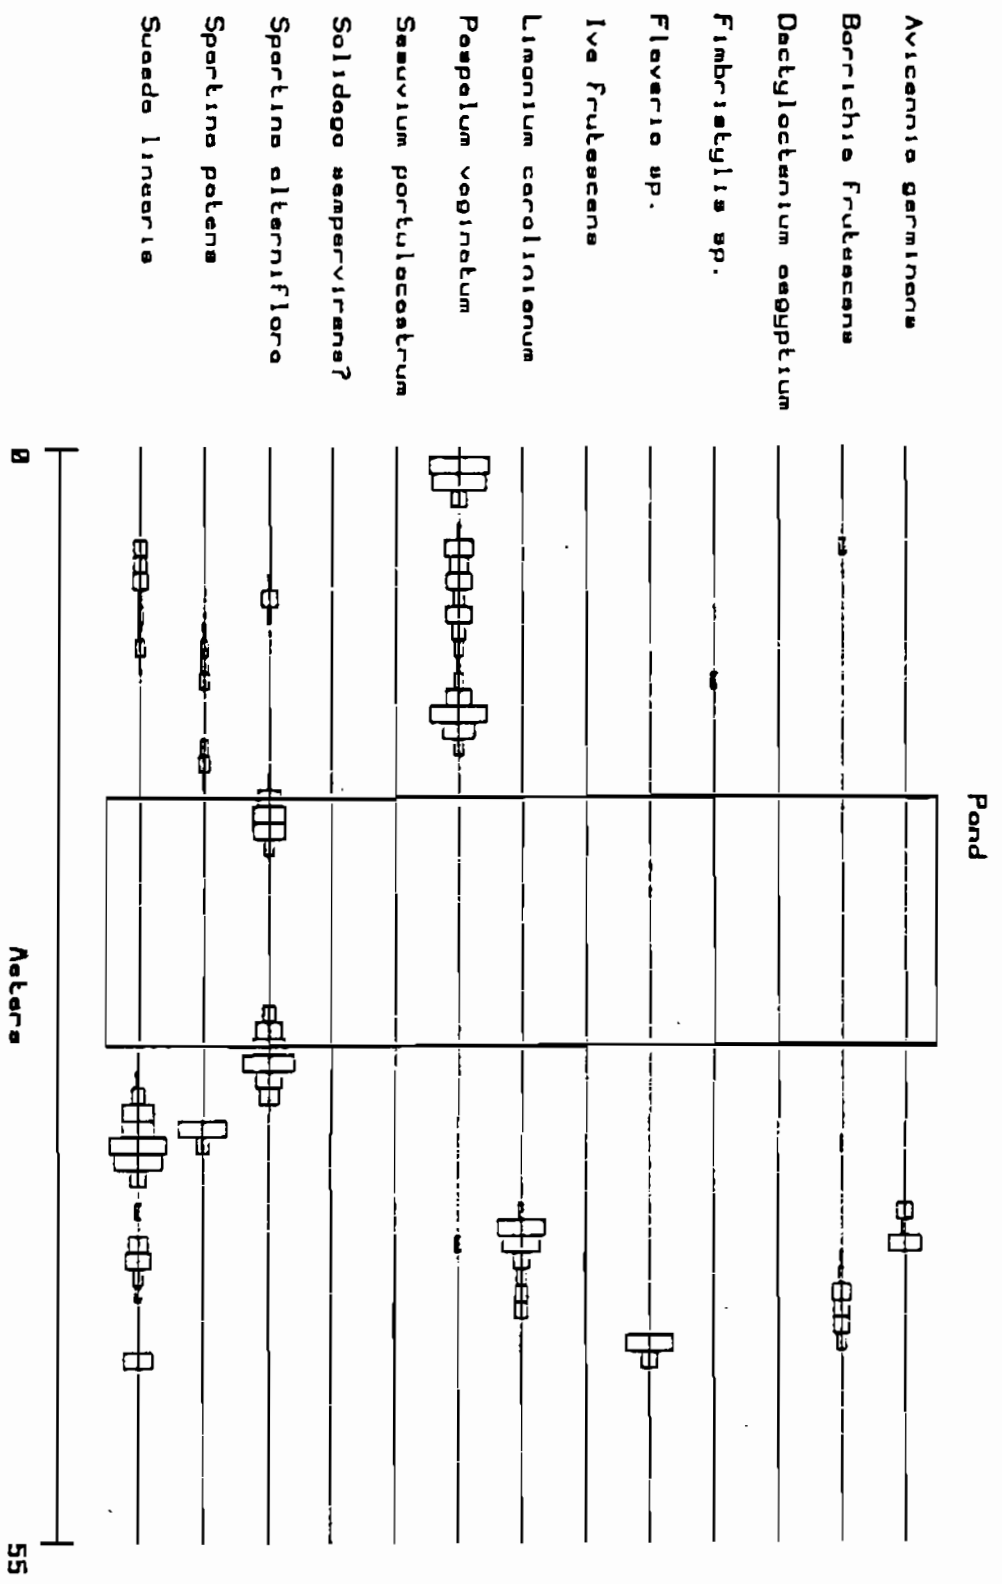 Pond
Avicennia germinans
Borrichia frutescens
Dactyloctenium aegyptium
Fimbristylis sp.
Flaveria sp.
Iva frutescens
Limonium carolinianum
Paspalum vaginatum
Sesuvium portulacastrum
Solidago sempervirens?
Spartina alterniflora
Spartina patens
Suaeda linearis
0
Meters
55